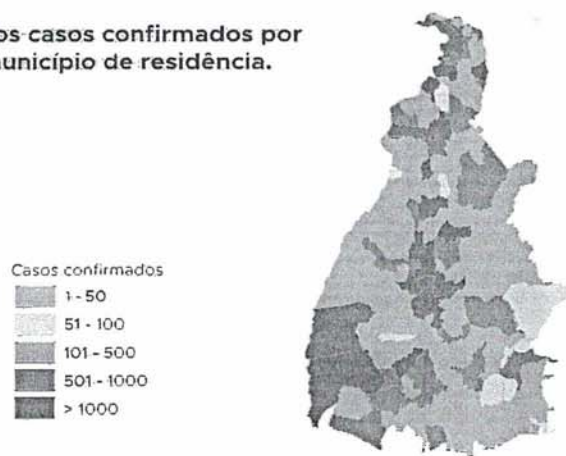 os casos confirmados por
unicípio de residência.
Casos confirmados
1 - 50
51 - 100
101 - 500
501 - 1000
> 1000